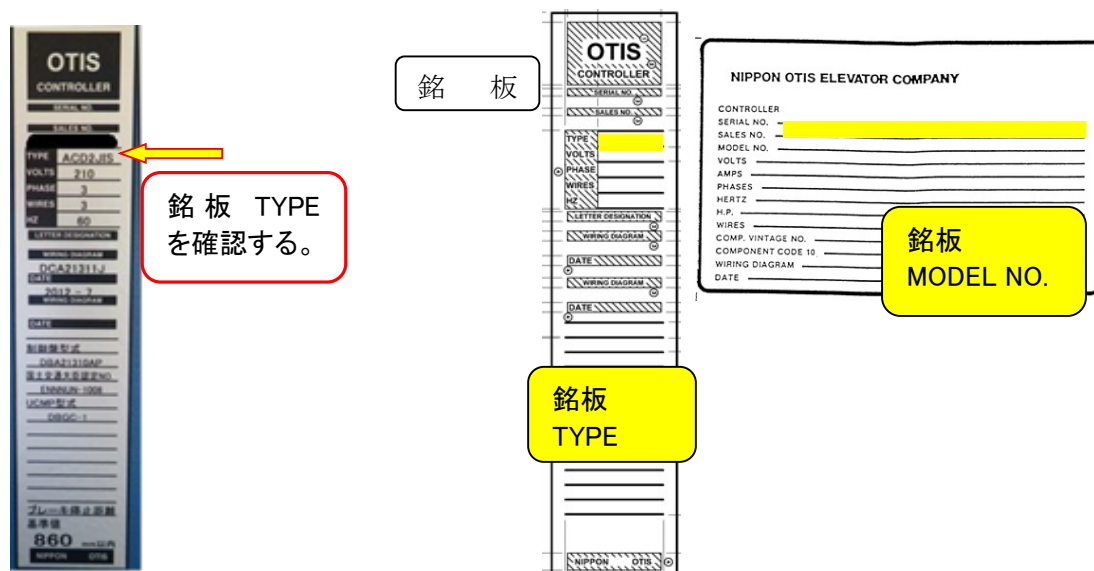 OTIS
CONTROLLER
SERIAL NO.
SALES NO.
TYPE ACD2JIS
VOLTS 210
PHASE 3
WIRES 3
HZ 60
LETTER DESIGNATION
WIRING DIAGRAM
DCA21311J
DATE
2012 - 7
WIRING DIAGRAM
DATE
制御盤型式
DBA21310AP
国土交通大臣認定NO
ENNNUN-1008
UCMP型式
DBGC-1
ブレーキ停止距離
基準値
860 mm以内
NIPPON OTIS
銘板 TYPE
を確認する。
銘 板
OTIS
CONTROLLER
SERIAL NO.
SALES NO.
TYPE
VOLTS
PHASE
WIRES
HZ
LETTER DESIGNATION
WIRING DIAGRAM
DATE
WIRING DIAGRAM
DATE
銘板
TYPE
NIPPON OTIS
NIPPON OTIS ELEVATOR COMPANY
CONTROLLER
SERIAL NO.
SALES NO.
MODEL NO.
VOLTS
AMPS
PHASES
HERTZ
H.P.
WIRES
COMP. VINTAGE NO.
COMPONENT CODE 10
WIRING DIAGRAM
DATE
銘板
MODEL NO.